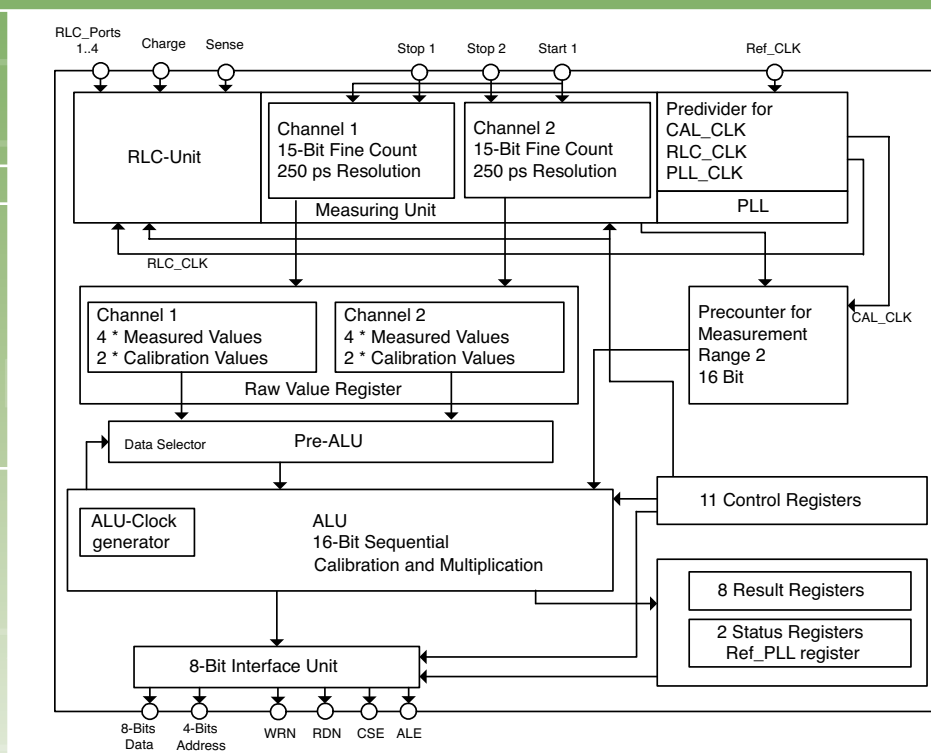 RLC_Ports
1..4
Charge
Sense
Stop 1
Stop 2
Start 1
Ref_CLK
RLC-Unit
Channel 1
15-Bit Fine Count
250 ps Resolution
Channel 2
15-Bit Fine Count
250 ps Resolution
Measuring Unit
Predivider for
CAL_CLK
RLC_CLK
PLL_CLK
PLL
RLC_CLK
CAL_CLK
Channel 1
4 * Measured Values
2 * Calibration Values
Channel 2
4 * Measured Values
2 * Calibration Values
Raw Value Register
Precounter for
Measurement
Range 2
16 Bit
Data Selector
Pre-ALU
ALU-Clock
generator
ALU
16-Bit Sequential
Calibration and Multiplication
11 Control Registers
8 Result Registers
2 Status Registers
Ref_PLL register
8-Bit Interface Unit
8-Bits
Data
4-Bits
Address
WRN
RDN
CSE
ALE